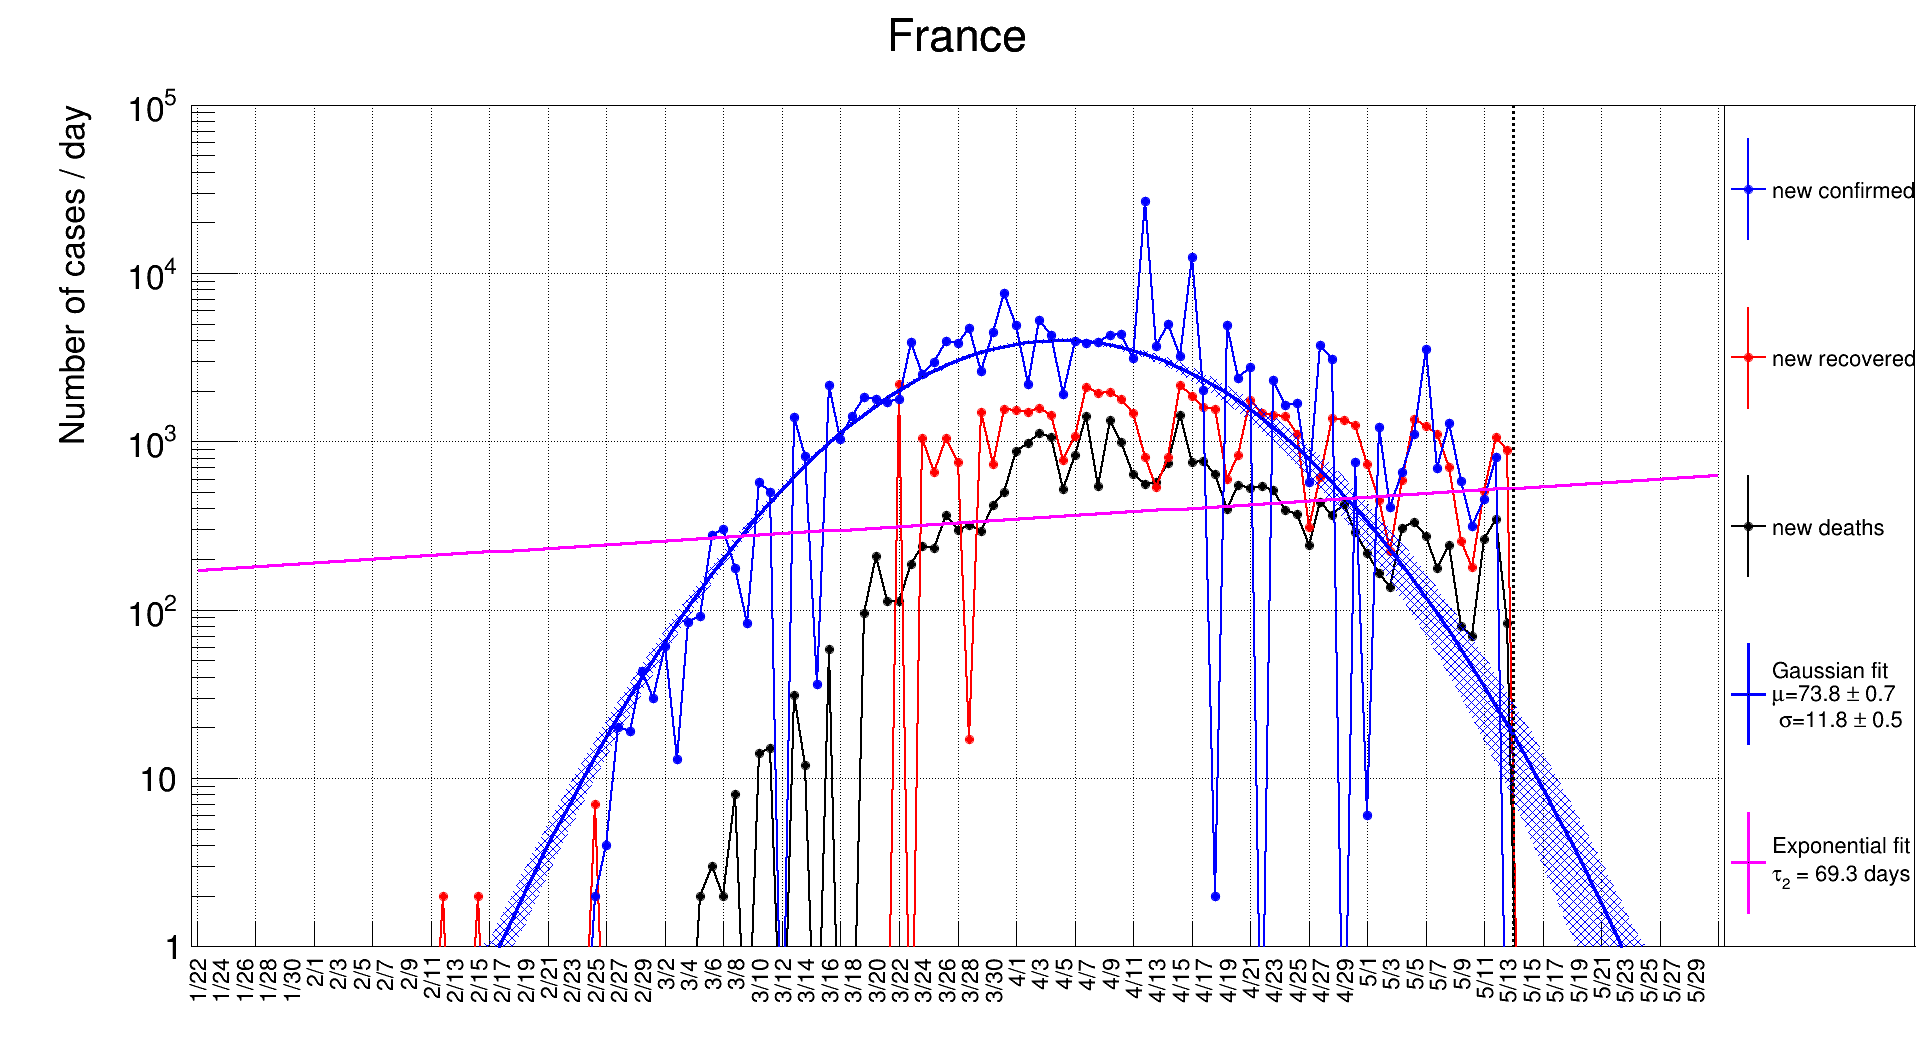 France
Number of cases / day
10^5
10^4
10^3
10^2
10
1
1/22 1/24 1/26 1/28 1/30 2/1 2/3 2/5 2/7 2/9 2/11 2/13 2/15 2/17 2/19 2/21 2/23 2/25 2/27 2/29 3/2 3/4 3/6 3/8 3/10 3/12 3/14 3/16 3/18 3/20 3/22 3/24 3/26 3/28 3/30 4/1 4/3 4/5 4/7 4/9 4/11 4/13 4/15 4/17 4/19 4/21 4/23 4/25 4/27 4/29 5/1 5/3 5/5 5/7 5/9 5/11 5/13 5/15 5/17 5/19 5/21 5/23 5/25 5/27 5/29
new confirmed
new recovered
new deaths
Gaussian fit
μ=73.8 ± 0.7
σ=11.8 ± 0.5
Exponential fit
τ₂ = 69.3 days